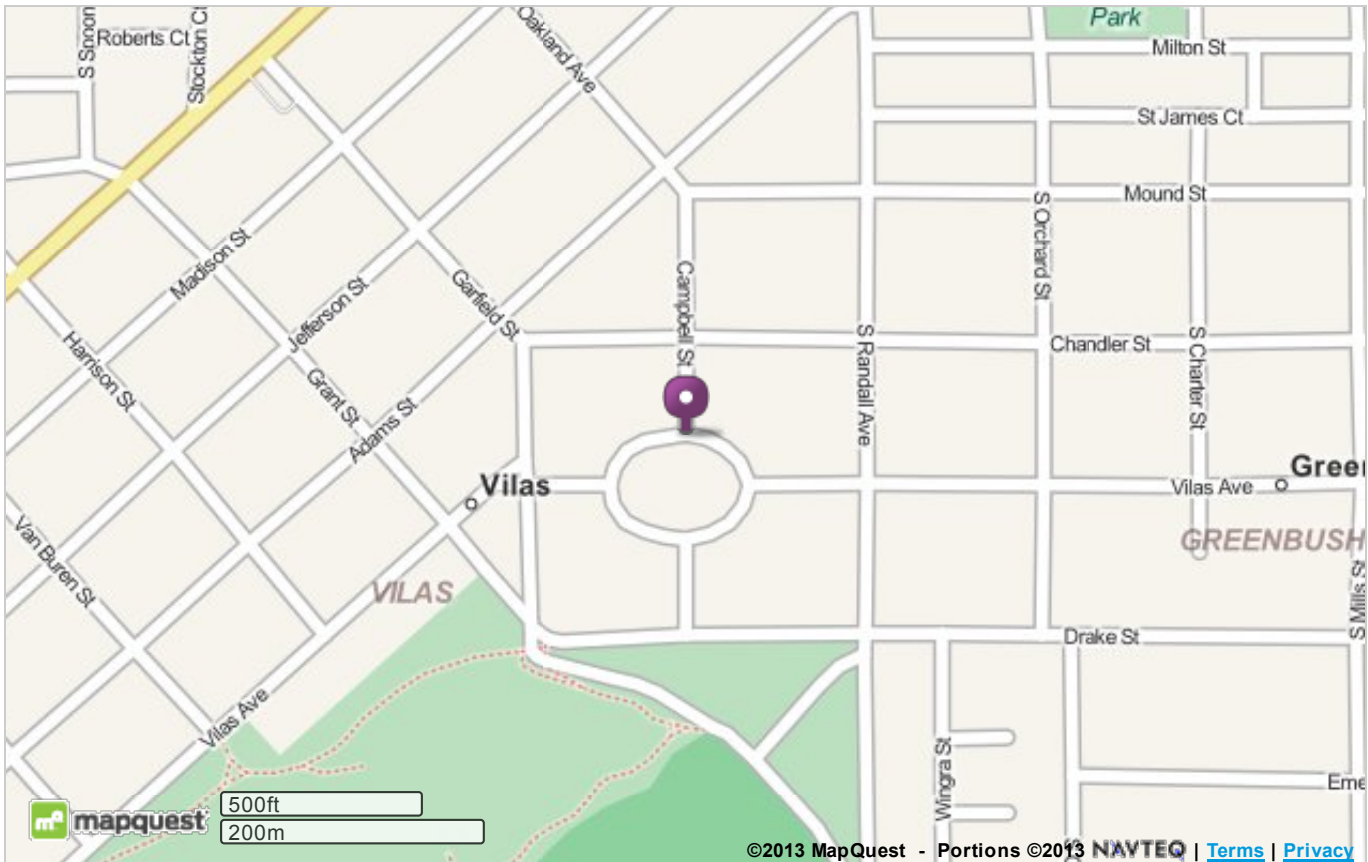 Park
Roberts Ct
S Spoon
Stockton Ct
Oakland Ave
Milton St
St James Ct
Mound St
S Orchard St
Madison St
Campbell St
Garfield St
Jefferson St
S Randall Ave
Chandler St
S Charter St
Harrison St
Grant St
Adams St
Vilas
Green
Vilas Ave
GREENBUSH
Van Buren St
VILAS
S Mills St
Drake St
Vilas Ave
Wingra St
Eme
mapquest
500ft
200m
©2013 MapQuest - Portions ©2013 NAVTEQ | Terms | Privacy